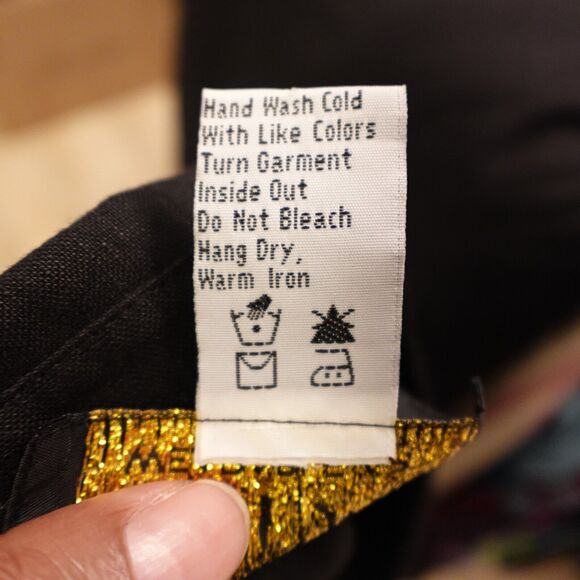 Hand Wash Cold
With Like Colors
Turn Garment
Inside Out
Do Not Bleach
Hang Dry,
Warm Iron